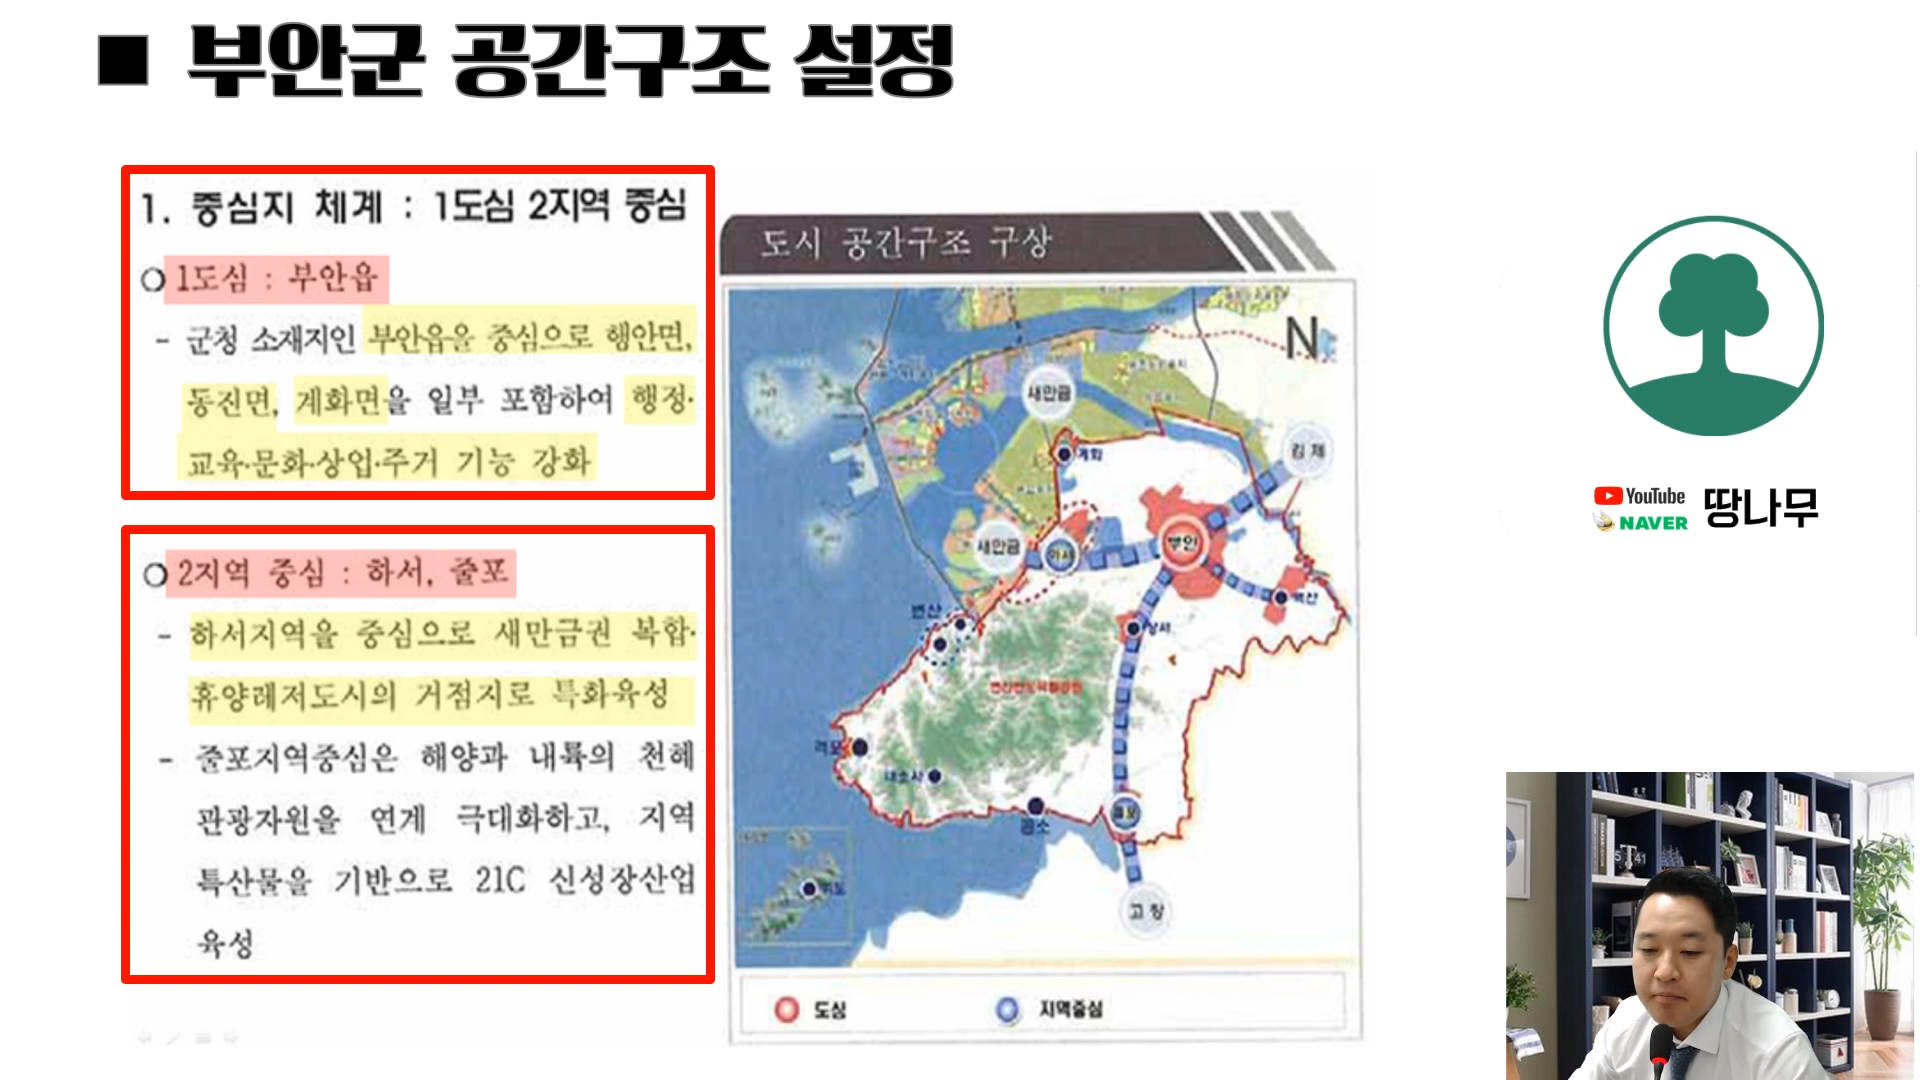 ■ 부안군 공간구조 설정
1. 중심지 체계 : 1도심 2지역 중심
○ 1도심 : 부안읍
- 군청 소재지인 부안읍을 중심으로 행안면,
동진면, 계화면을 일부 포함하여 행정·
교육·문화·상업·주거 기능 강화
○ 2지역 중심 : 하서, 줄포
- 하서지역을 중심으로 새만금권 복합·
휴양레저도시의 거점지로 특화육성
- 줄포지역중심은 해양과 내륙의 천혜
관광자원을 연계 극대화하고, 지역
특산물을 기반으로 21C 신성장산업
육성
도시 공간구조 구상
N
새만금
계화
김제
새만금
하서
부안
백산
변산
상서
변산반도국립공원
격포
내소사
곰소
줄포
위도
고창
도심
지역중심
YouTube
NAVER
땅나무